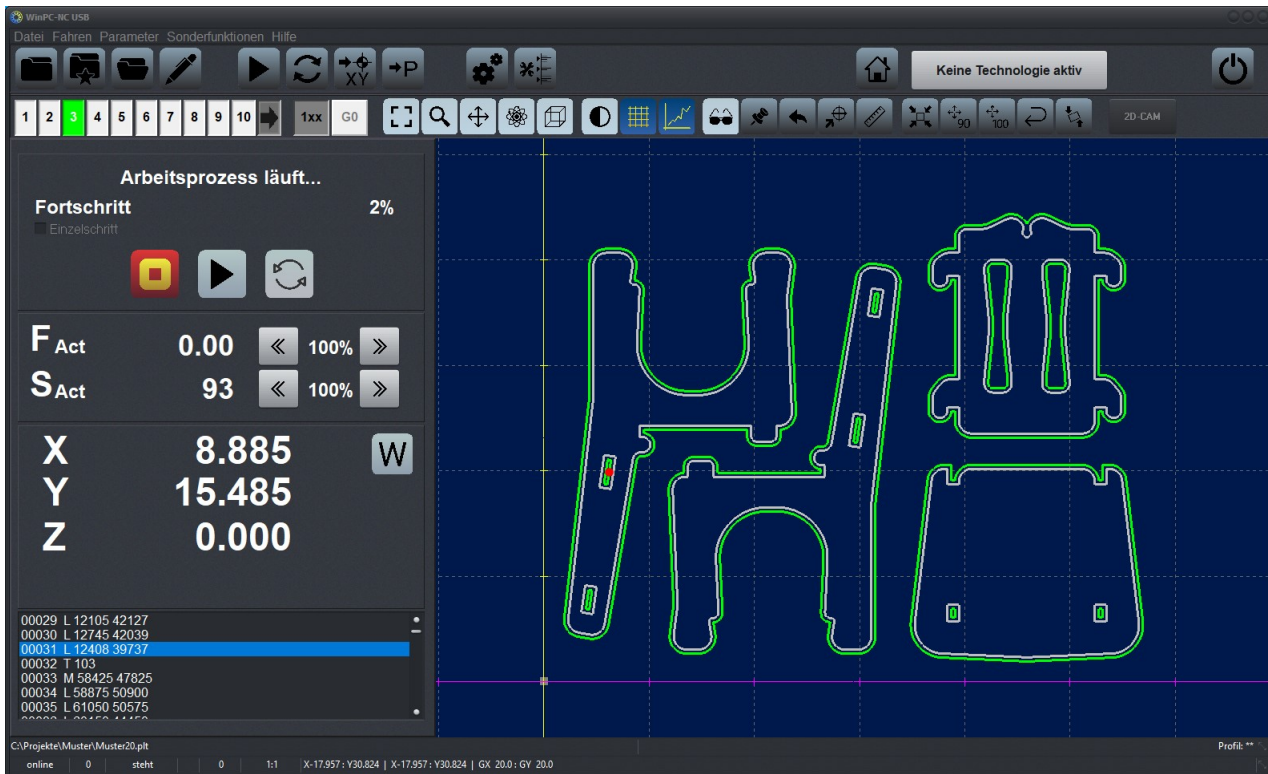 WinPC-NC USB
Datei Fahren Parameter Sonderfunktionen Hilfe
XY P Keine Technologie aktiv
1 2 3 4 5 6 7 8 9 10 1xx G0 90 100 2D-CAM
Arbeitsprozess läuft...
Fortschritt 2%
Einzelschritt
F Act 0.00 100%
S Act 93 100%
X 8.885 W
Y 15.485
Z 0.000
00029 L 12105 42127
00030 L 12745 42039
00031 L 12408 39737
00032 T 103
00033 M 58425 47825
00034 L 58875 50900
00035 L 61050 50575
C:\Projekte\Muster\Muster20.plt Profil: **
online 0 steht 0 1:1 X-17.957 : Y30.824 | X-17.957 : Y30.824 | GX 20.0 : GY 20.0